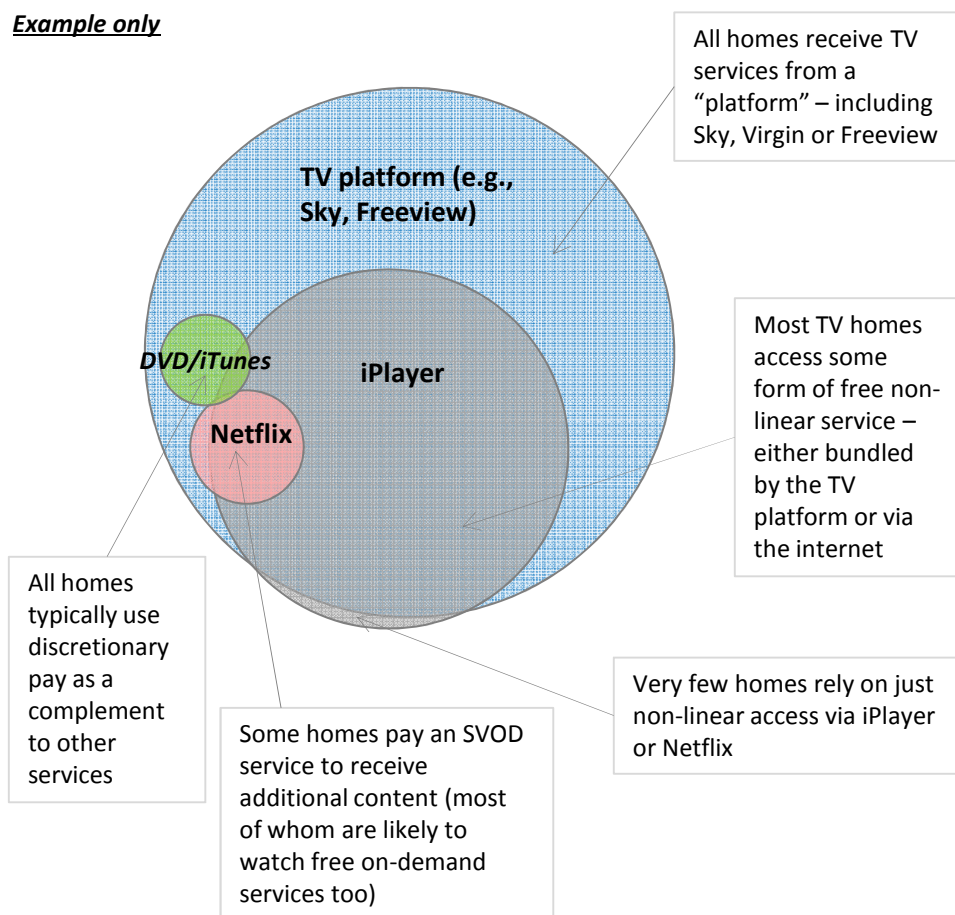 Example only
All homes receive TV
services from a
“platform” – including
Sky, Virgin or Freeview
TV platform (e.g.,
Sky, Freeview)
DVD/iTunes
iPlayer
Netflix
Most TV homes
access some
form of free non-
linear service –
either bundled
by the TV
platform or via
the internet
All homes
typically use
discretionary
pay as a
complement
to other
services
Some homes pay an SVOD
service to receive
additional content (most
of whom are likely to
watch free on-demand
services too)
Very few homes rely on just
non-linear access via iPlayer
or Netflix